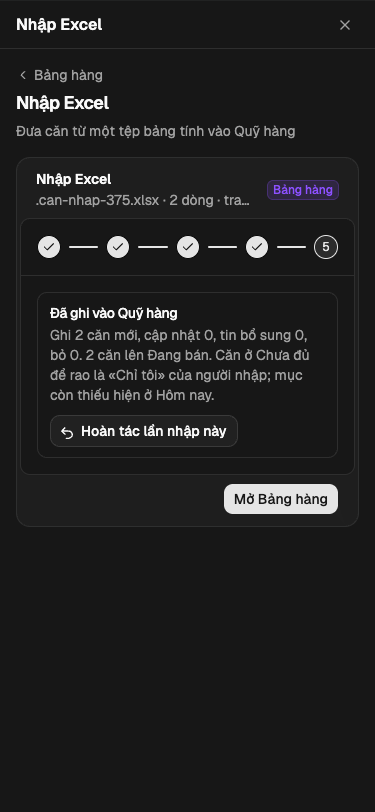 Nhập Excel
Bảng hàng
Nhập Excel
Đưa căn từ một tệp bảng tính vào Quỹ hàng
Nhập Excel
.can-nhap-375.xlsx · 2 dòng · tra...
Bảng hàng
5
Đã ghi vào Quỹ hàng
Ghi 2 căn mới, cập nhật 0, tin bổ sung 0,
bỏ 0. 2 căn lên Đang bán. Căn ở Chưa đủ
để rao là «Chỉ tôi» của người nhập; mục
còn thiếu hiện ở Hôm nay.
Hoàn tác lần nhập này
Mở Bảng hàng